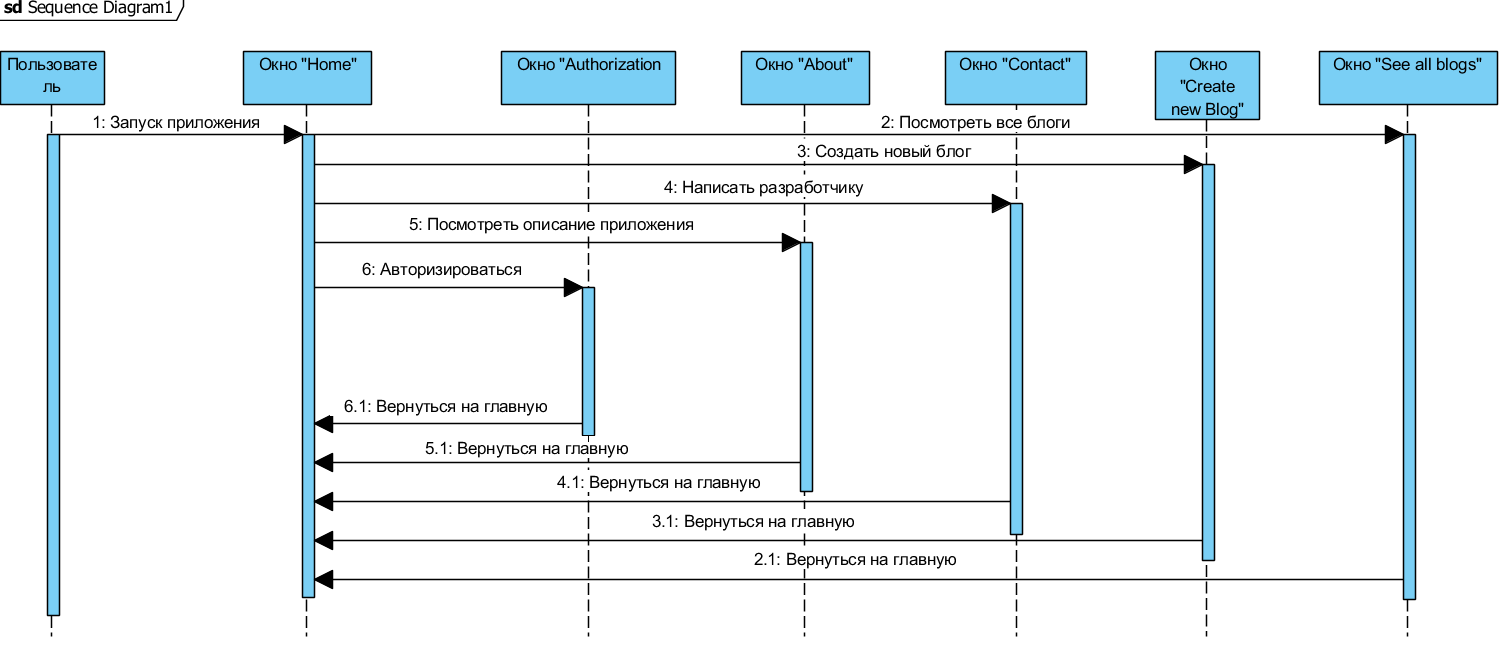 sd Sequence Diagram1
Пользовате
ль
Окно "Home"
Окно "Authorization
Окно "About"
Окно "Contact"
Окно
"Create
new Blog"
Окно "See all blogs"
1: Запуск приложения
2: Посмотреть все блоги
3: Создать новый блог
4: Написать разработчику
5: Посмотреть описание приложения
6: Авторизироваться
6.1: Вернуться на главную
5.1: Вернуться на главную
4.1: Вернуться на главную
3.1: Вернуться на главную
2.1: Вернуться на главную